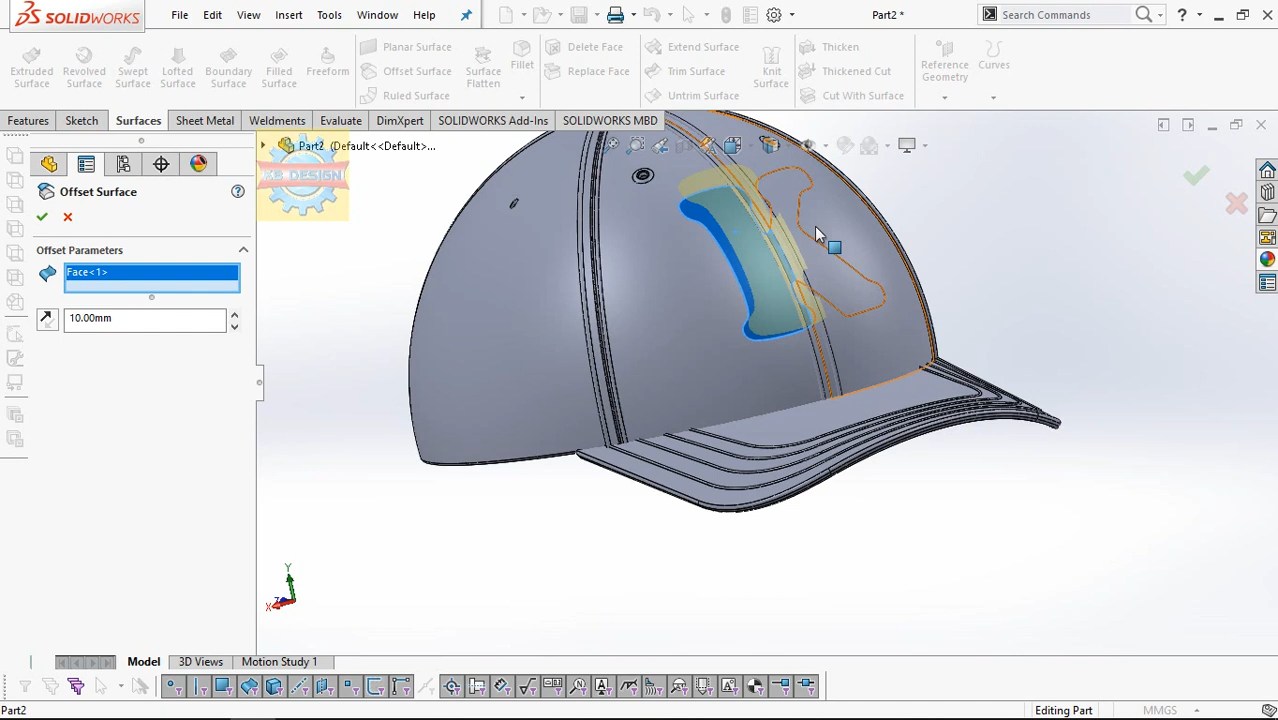 3S SOLIDWORKS File Edit View Insert Tools Window Help Part2 * Search Commands ?
Extruded Surface Revolved Surface Swept Surface Lofted Surface Boundary Surface Filled Surface Freeform Planar Surface Offset Surface Ruled Surface Surface Flatten Fillet Delete Face Replace Face Extend Surface Trim Surface Untrim Surface Knit Surface Thicken Thickened Cut Cut With Surface Reference Geometry Curves
Features Sketch Surfaces Sheet Metal Weldments Evaluate DimXpert SOLIDWORKS Add-Ins SOLIDWORKS MBD
Part2 (Default<<Default>...
AB DESIGN
Offset Surface ?
Offset Parameters
Face<1>
10.00mm
Y
X Z
Model 3D Views Motion Study 1
Part2 Editing Part MMGS